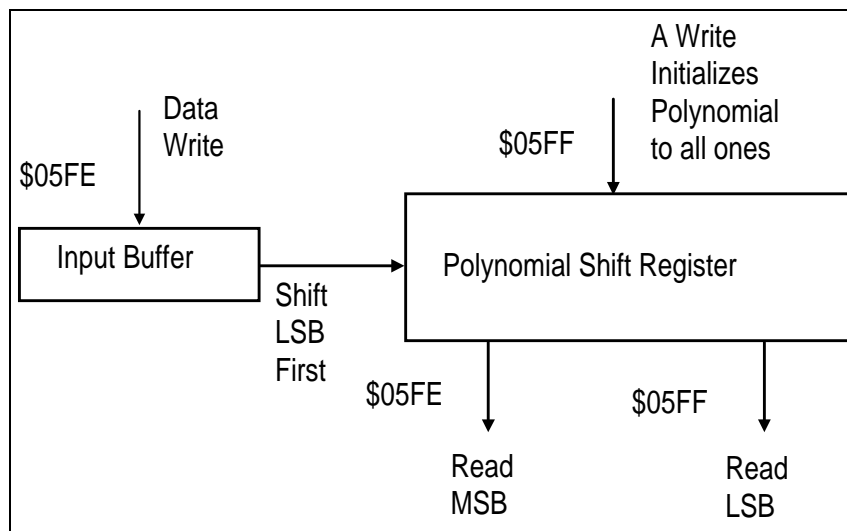 Data
Write
$05FE
A Write
Initializes
Polynomial
to all ones
$05FF
Input Buffer
Polynomial Shift Register
Shift
LSB
First
$05FE
$05FF
Read
MSB
Read
LSB